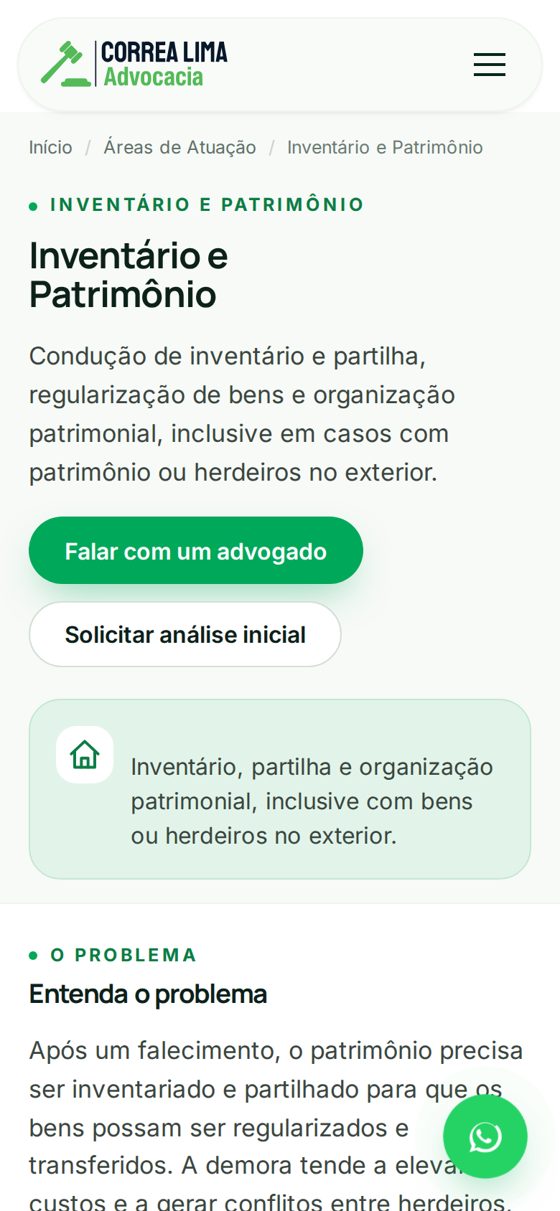 CORREA LIMA
Advocacia
Início / Áreas de Atuação / Inventário e Patrimônio
INVENTÁRIO E PATRIMÔNIO
Inventário e
Patrimônio
Condução de inventário e partilha,
regularização de bens e organização
patrimonial, inclusive em casos com
patrimônio ou herdeiros no exterior.
Falar com um advogado
Solicitar análise inicial
Inventário, partilha e organização
patrimonial, inclusive com bens
ou herdeiros no exterior.
O PROBLEMA
Entenda o problema
Após um falecimento, o patrimônio precisa
ser inventariado e partilhado para que os
bens possam ser regularizados e
transferidos. A demora tende a eleva
custos e a gerar conflitos entre herdeiros.